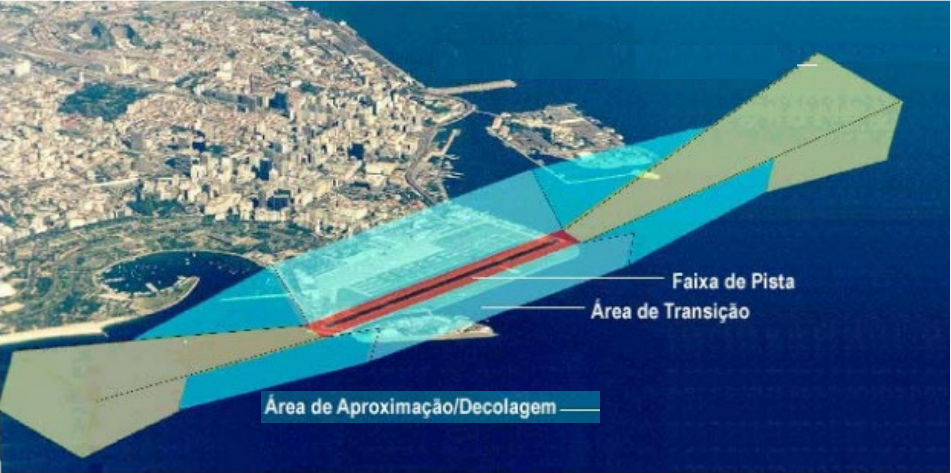 Faixa de Pista
Área de Transição
Área de Aproximação/Decolagem